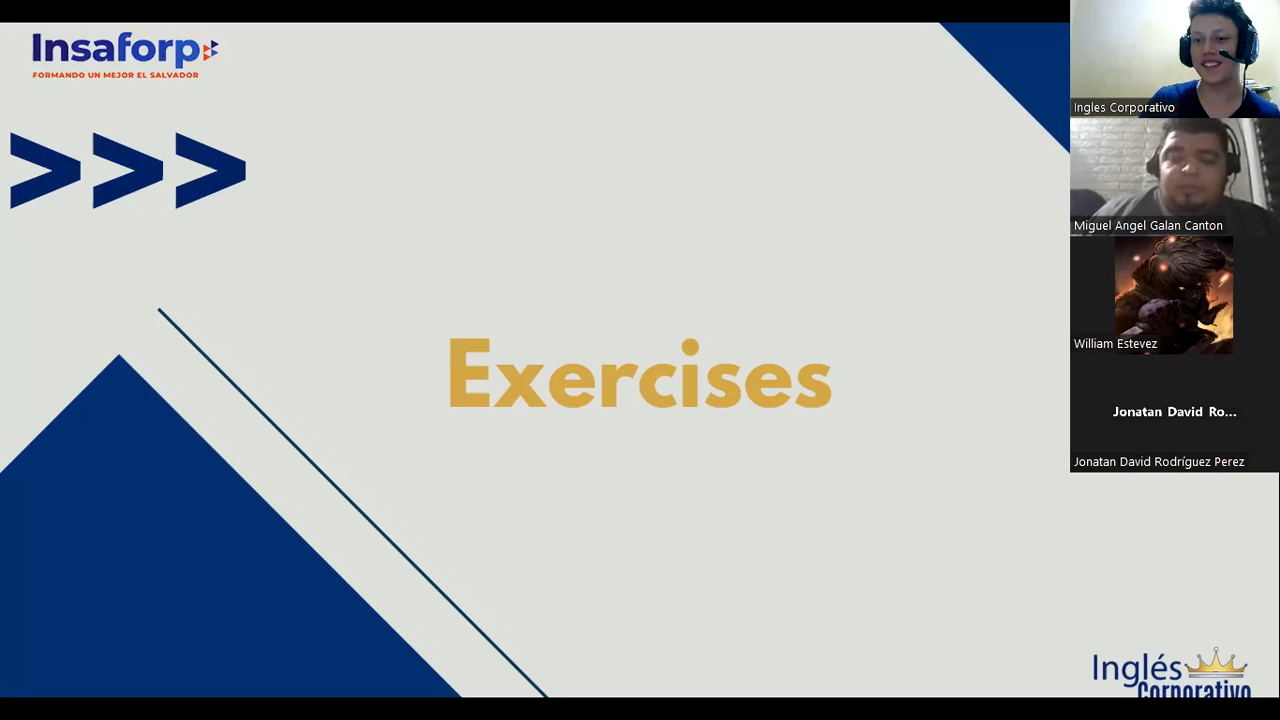 Insaforp
FORMANDO UN MEJOR EL SALVADOR
>>>
Exercises
Ingles Corporativo
Miguel Angel Galan Canton
William Estevez
Jonatan David Ro...
Jonatan David Rodríguez Perez
Inglés
Corporativo